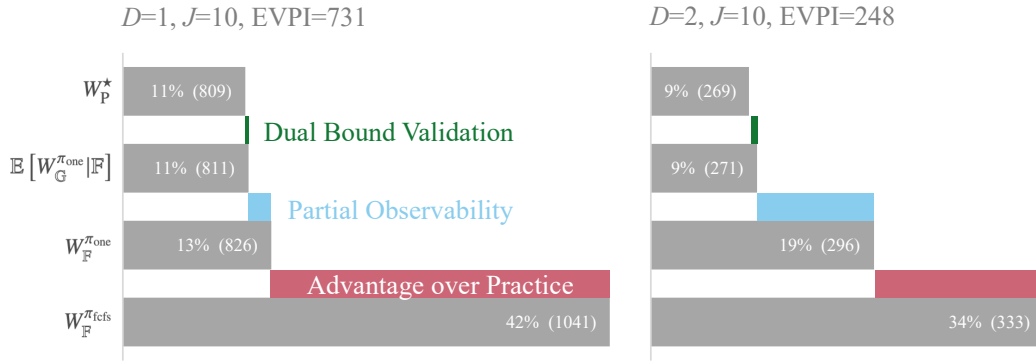 D=1, J=10, EVPI=731
D=2, J=10, EVPI=248
W_P^★
11% (809)
9% (269)
Dual Bound Validation
𝔼 [W_𝔾^{π_one}|𝔽]
11% (811)
9% (271)
Partial Observability
W_𝔽^{π_one}
13% (826)
19% (296)
Advantage over Practice
W_𝔽^{π_fcfs}
42% (1041)
34% (333)